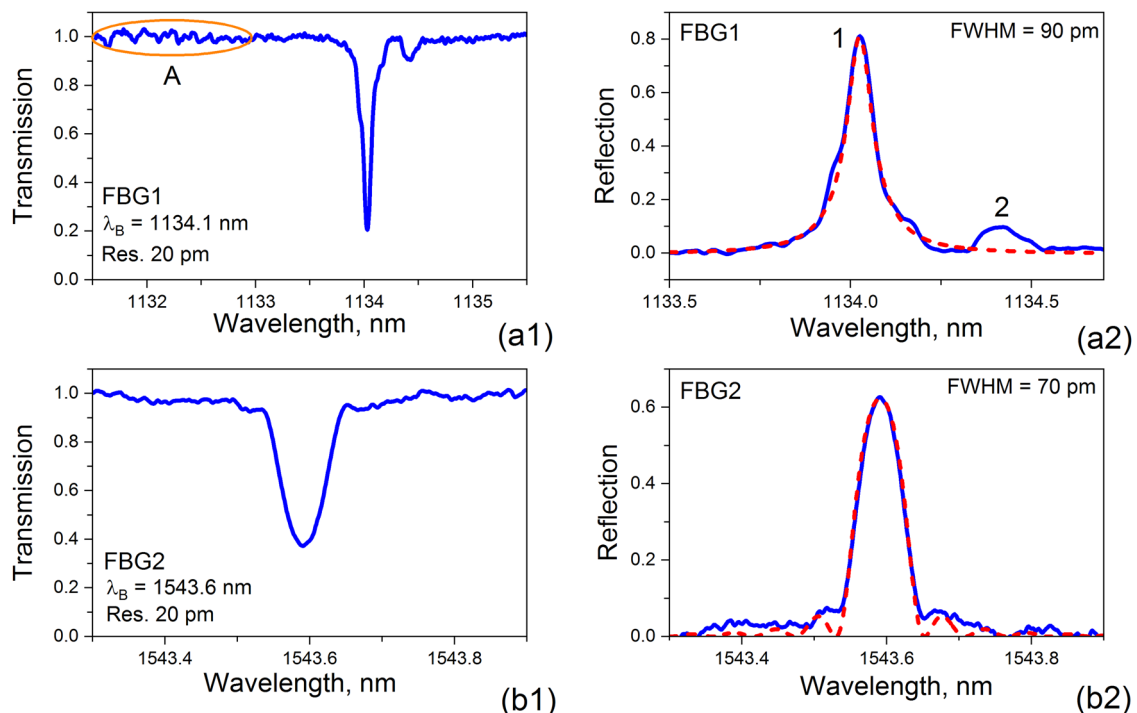 1.0
0.8
0.6
0.4
0.2
0.0
Transmission
A
FBG1
λB = 1134.1 nm
Res. 20 pm
1132
1133
1134
1135
Wavelength, nm
(a1)
FBG1
FWHM = 90 pm
1
2
0.8
0.6
0.4
0.2
0.0
Reflection
1133.5
1134.0
1134.5
Wavelength, nm
(a2)
1.0
0.8
0.6
0.4
0.2
0.0
Transmission
FBG2
λB = 1543.6 nm
Res. 20 pm
1543.4
1543.6
1543.8
Wavelength, nm
(b1)
FBG2
FWHM = 70 pm
0.6
0.4
0.2
0.0
Reflection
1543.4
1543.6
1543.8
Wavelength, nm
(b2)